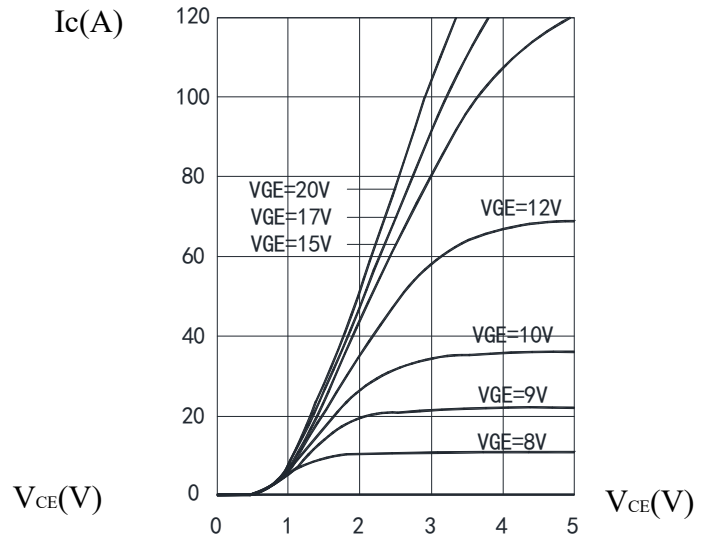 Ic(A)
120
100
80
60
40
20
0
VGE=20V
VGE=17V
VGE=15V
VGE=12V
VGE=10V
VGE=9V
VGE=8V
VCE(V)
0 1 2 3 4 5
VCE(V)